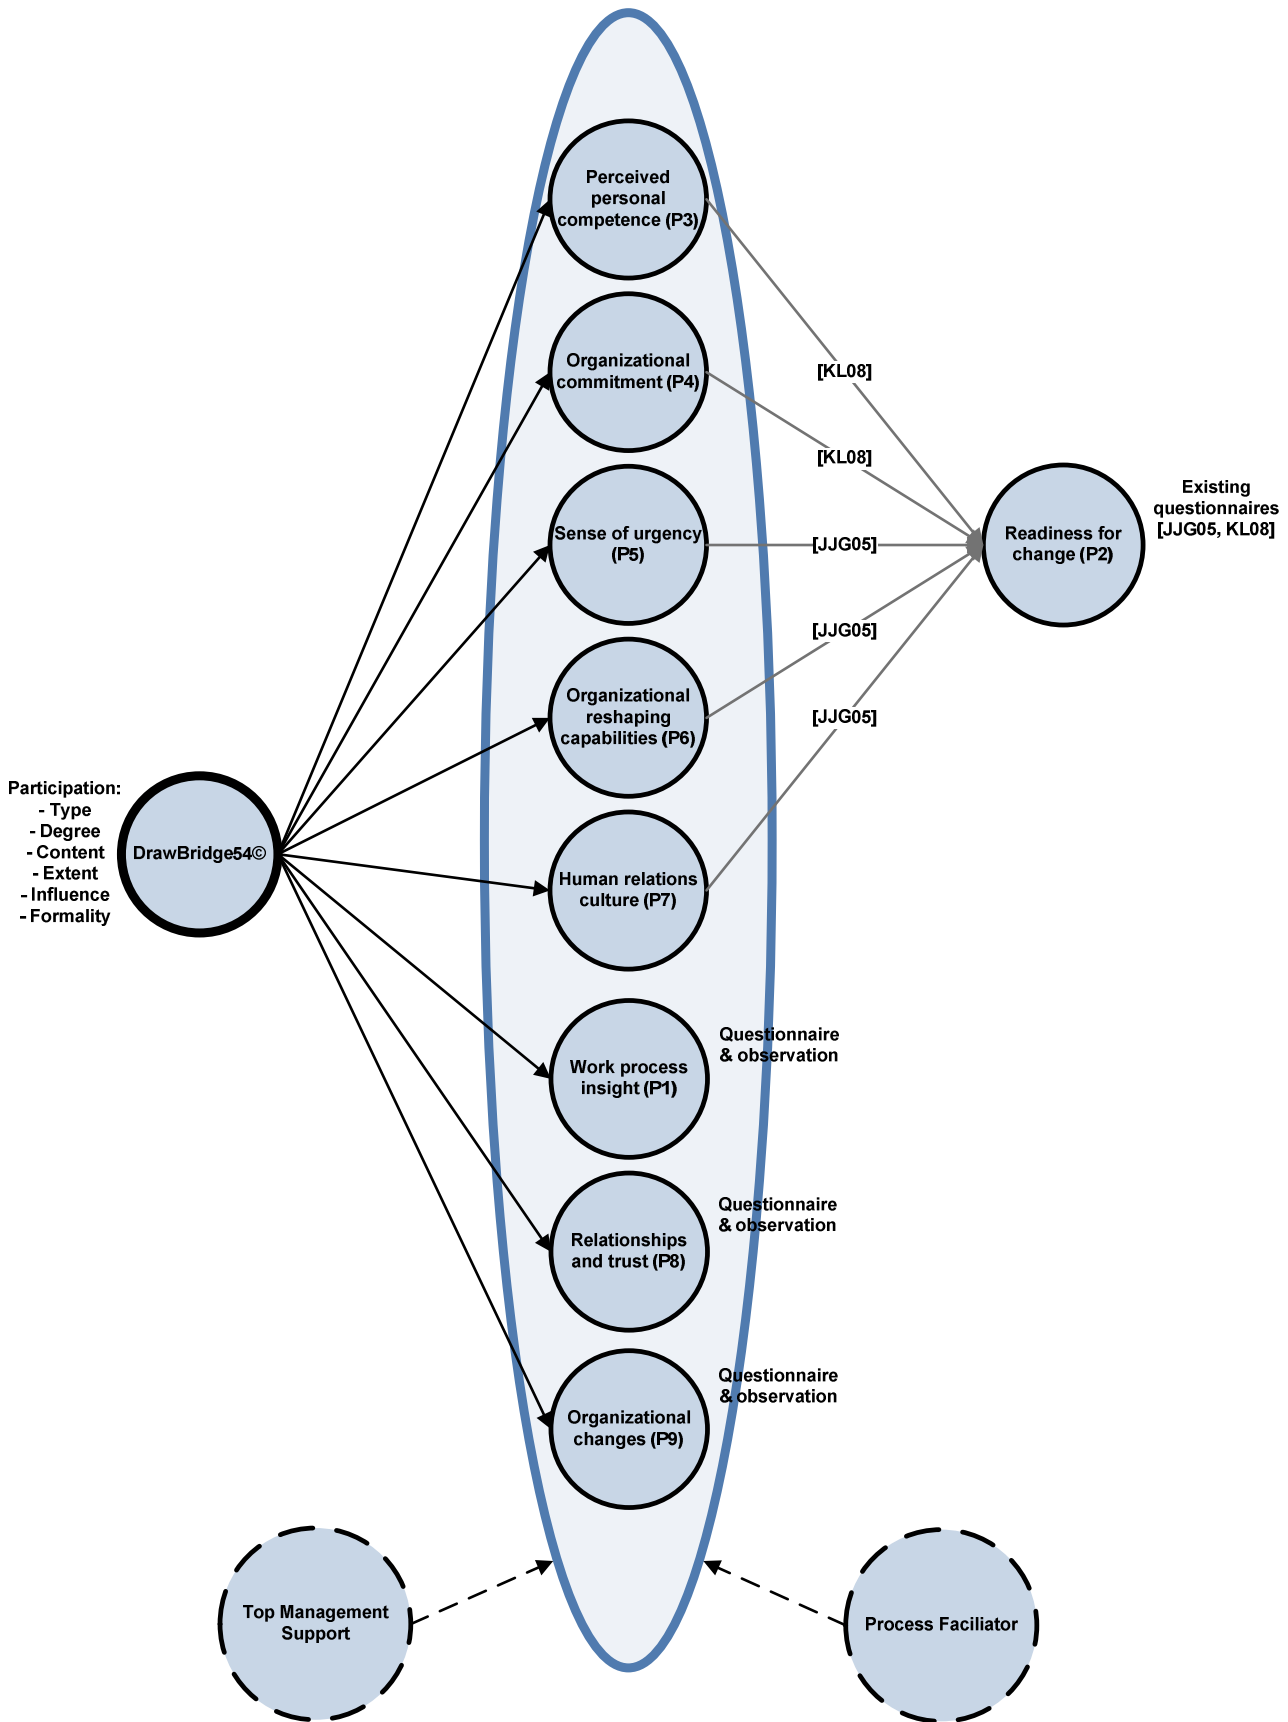 Perceived
personal
competence (P3)
Organizational
commitment (P4)
[KL08]
[KL08]
Sense of urgency
(P5)
[JJG05]
Readiness for
change (P2)
Existing
questionnaires
[JJG05, KL08]
Organizational
reshaping
capabilities (P6)
[JJG05]
[JJG05]
Participation:
- Type
- Degree
- Content
- Extent
- Influence
- Formality
DrawBridge54©
Human relations
culture (P7)
Work process
insight (P1)
Questionnaire
& observation
Relationships
and trust (P8)
Questionnaire
& observation
Organizational
changes (P9)
Questionnaire
& observation
Top Management
Support
Process Faciliator